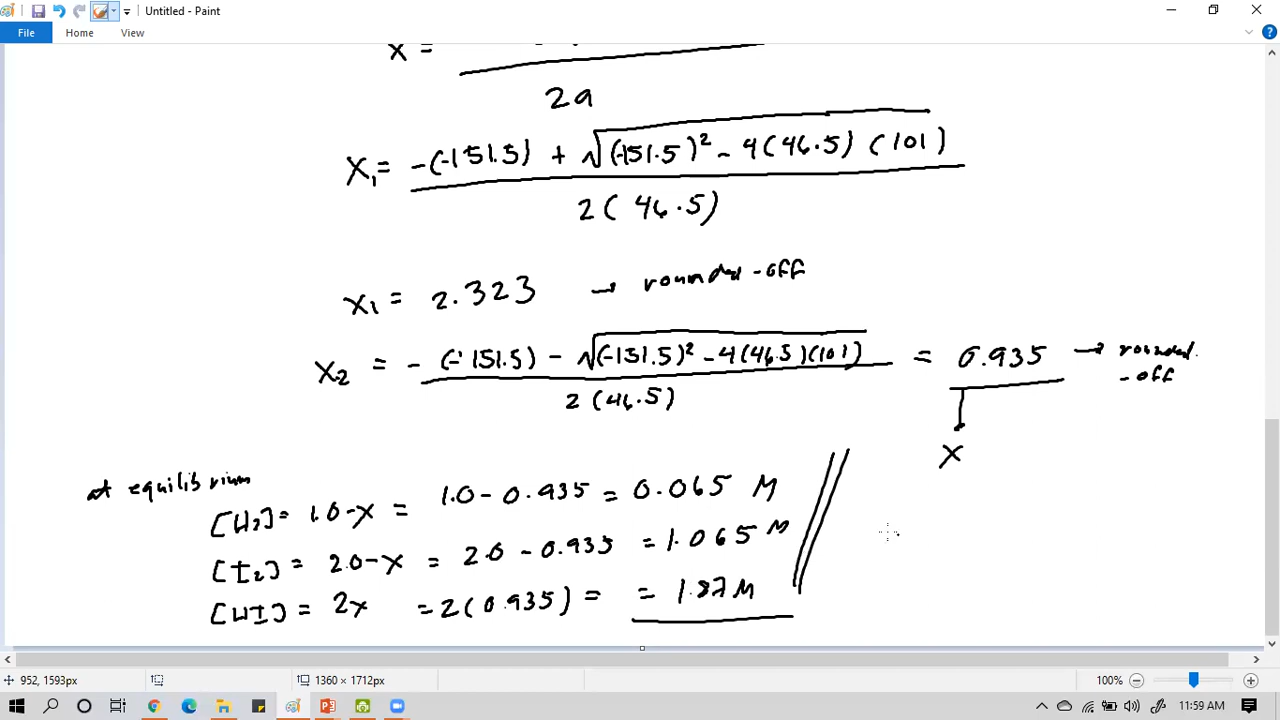 Untitled - Paint
File Home View
X =
2a
X₁= -(-151.5) + √(-151.5)² - 4(46.5) (101)
2( 46.5)
X₁ = 2.323 → rounded-off
X₂ = - (-151.5) - √(-151.5)² - 4(46.5)(101) = 0.935 → rounded
-off
2 (46.5)
X
at equilibrium
[H₂]= 1.0-X = 1.0 - 0.935 = 0.065 M
[I₂] = 2.0-X = 2.0 - 0.935 = 1.065 M
[HI] = 2x =2(0.935) = = 1.87M
952, 1593px 1360 × 1712px 100%
11:59 AM